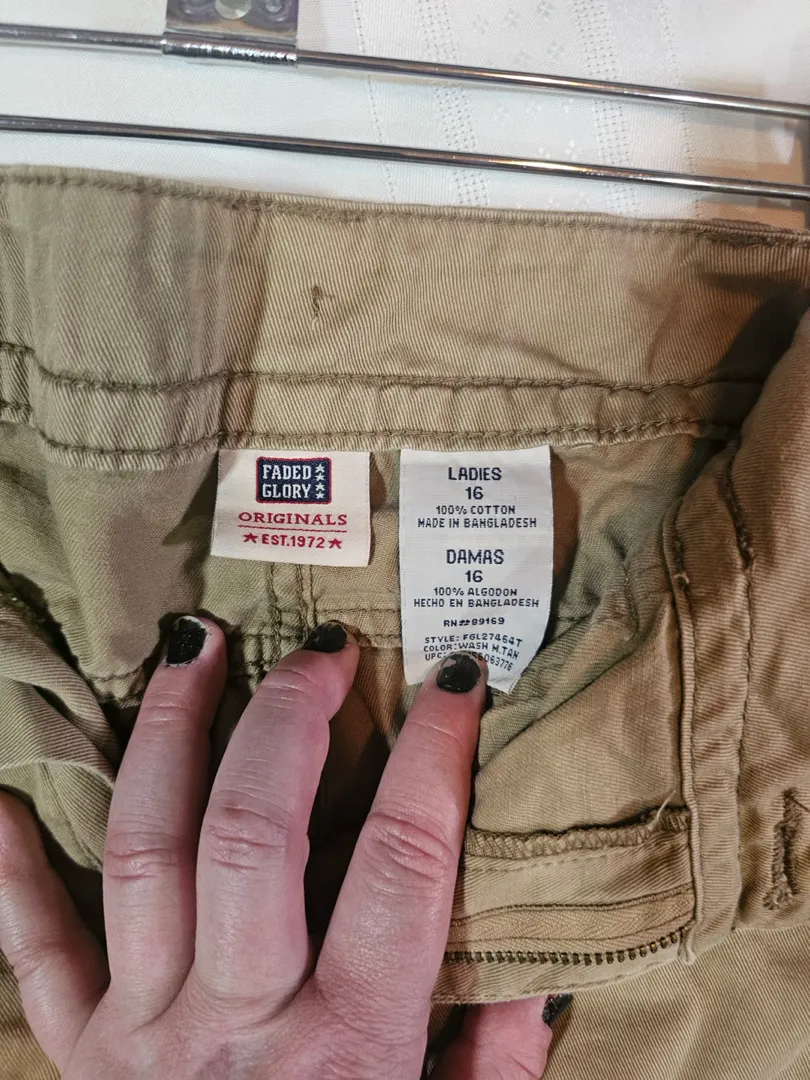 FADED
GLORY
ORIGINALS
★EST.1972★
LADIES
16
100% COTTON
MADE IN BANGLADESH
DAMAS
16
100% ALGODON
HECHO EN BANGLADESH
RN#89169
STYLE: FGL27464T
COLOR: WASH M.TAN
UPC: